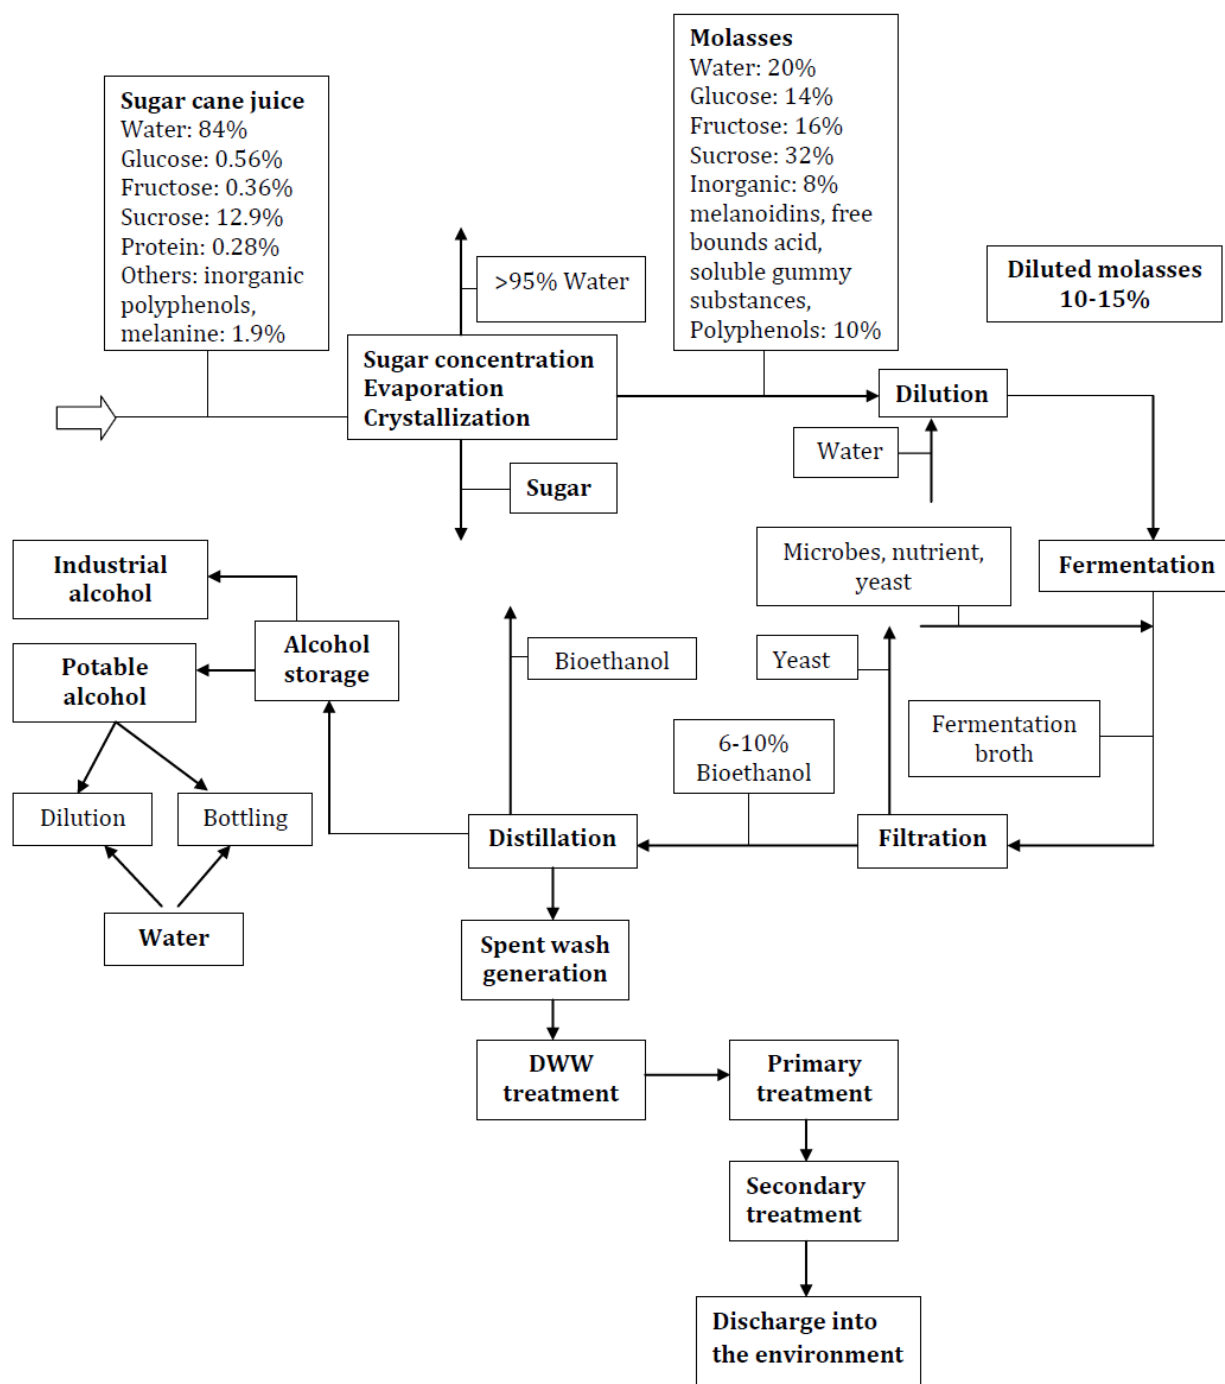 Sugar cane juice
Water: 84%
Glucose: 0.56%
Fructose: 0.36%
Sucrose: 12.9%
Protein: 0.28%
Others: inorganic
polyphenols,
melanine: 1.9%
>95% Water
Molasses
Water: 20%
Glucose: 14%
Fructose: 16%
Sucrose: 32%
Inorganic: 8%
melanoidins, free
bounds acid,
soluble gummy
substances,
Polyphenols: 10%
Diluted molasses
10-15%
Sugar concentration
Evaporation
Crystallization
Dilution
Water
Sugar
Microbes, nutrient,
yeast
Fermentation
Industrial
alcohol
Alcohol
storage
Potable
alcohol
Bioethanol
Yeast
6-10%
Bioethanol
Fermentation
broth
Dilution
Bottling
Distillation
Filtration
Water
Spent wash
generation
DWW
treatment
Primary
treatment
Secondary
treatment
Discharge into
the environment